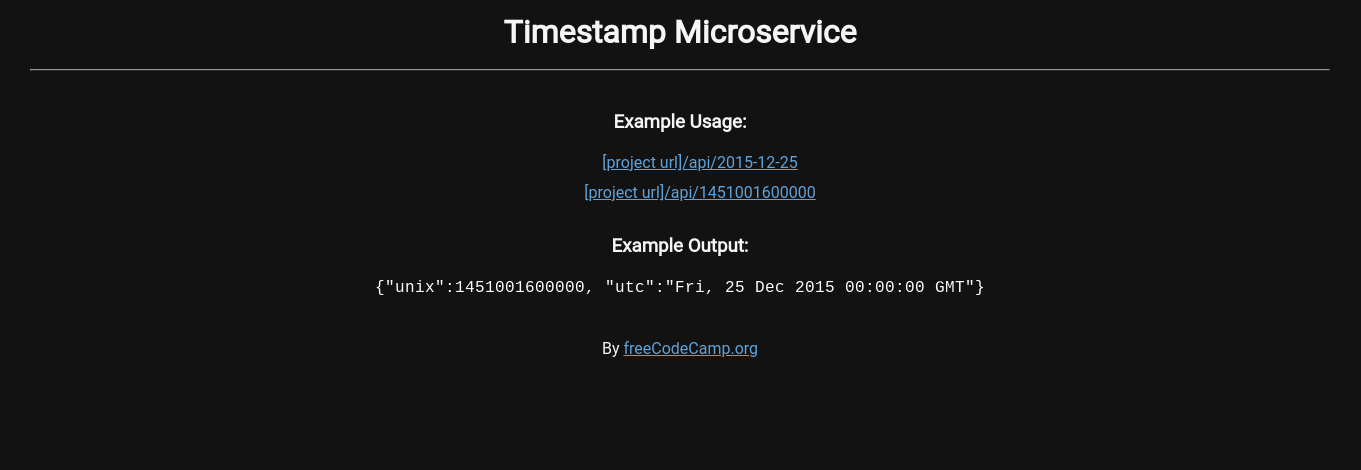 Timestamp Microservice
Example Usage:
[project url]/api/2015-12-25
[project url]/api/1451001600000
Example Output:
{"unix":1451001600000, "utc":"Fri, 25 Dec 2015 00:00:00 GMT"}
By freeCodeCamp.org